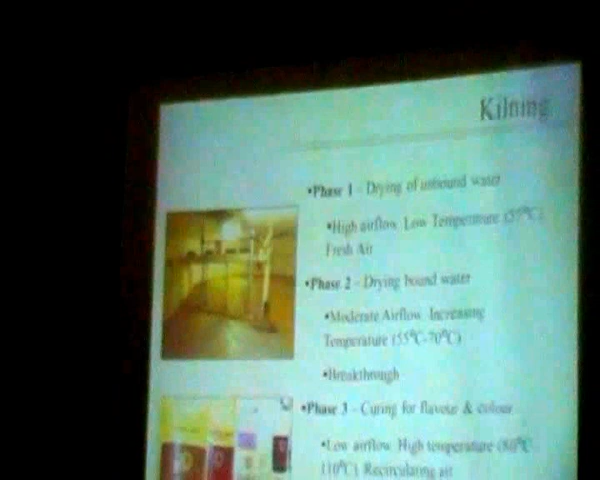 Kilning
•Phase 1 - Drying of unbound water
•High airflow Low Temperature
Fresh Air
•Phase 2 - Drying bound water
•Moderate Airflow Increasing
Temperature (55°C-70°C)
•Breakthrough
•Phase 3 - Curing for flavour & colour
•Low airflow High temperature (80°C
110°C) Recirculating air